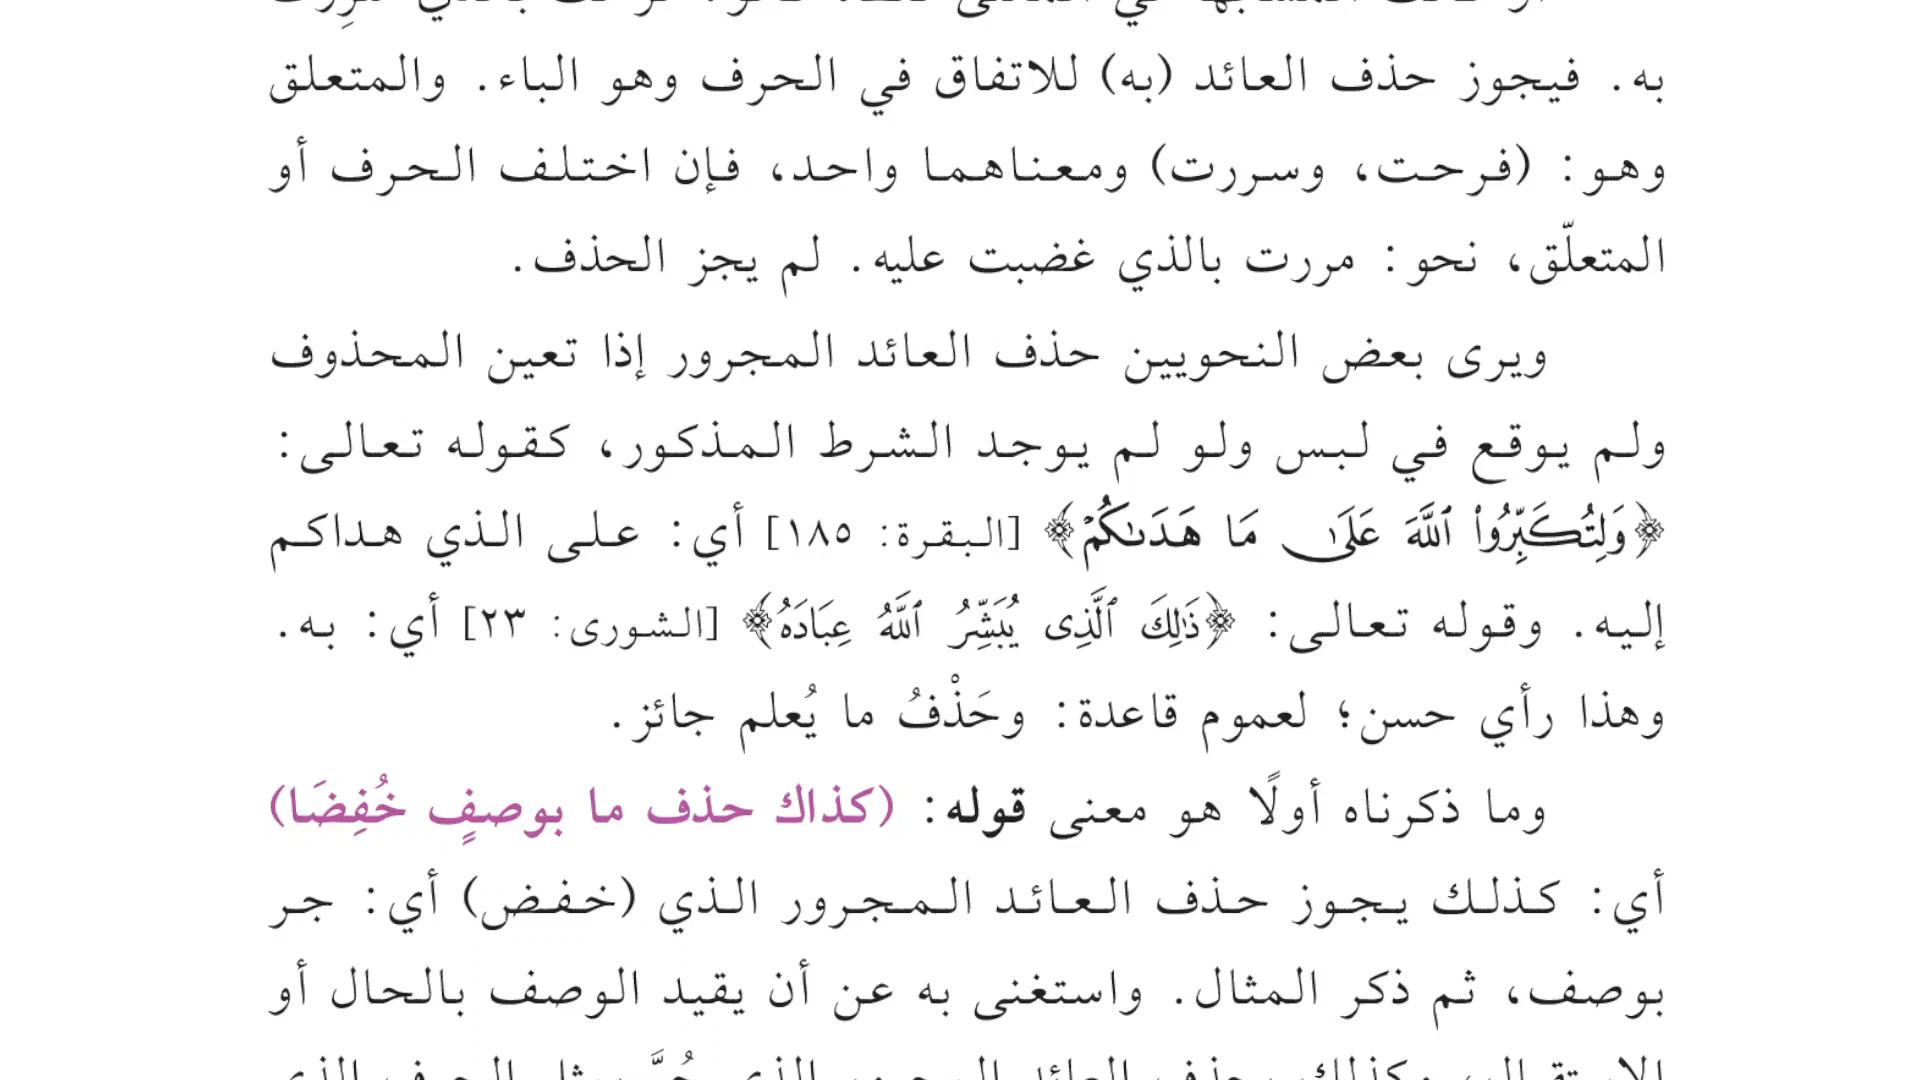 به. فيجوز حذف العائد (به) للاتفاق في الحرف وهو الباء. والمتعلق
وهو: (فرحت، وسررت) ومعناهما واحد، فإن اختلف الحرف أو
المتعلّق، نحو: مررت بالذي غضبت عليه. لم يجز الحذف.
ويرى بعض النحويين حذف العائد المجرور إذا تعين المحذوف
ولم يوقع في لبس ولو لم يوجد الشرط المذكور، كقوله تعالى:
﴿وَلِتُكَبِّرُوا۟ ٱللَّهَ عَلَىٰ مَا هَدَىٰكُمْ﴾ [البقرة: ١٨٥] أي: على الذي هداكم
إليه. وقوله تعالى: ﴿ذَٰلِكَ ٱلَّذِى يُبَشِّرُ ٱللَّهُ عِبَادَهُ﴾ [الشورى: ٢٣] أي: به.
وهذا رأي حسن؛ لعموم قاعدة: وحَذْفُ ما يُعلم جائز.
وما ذكرناه أولًا هو معنى قوله: (كذاك حذف ما بوصفٍ خُفِضَا)
أي: كذلك يجوز حذف العائد المجرور الذي (خفض) أي: جر
بوصف، ثم ذكر المثال. واستغنى به عن أن يقيد الوصف بالحال أو